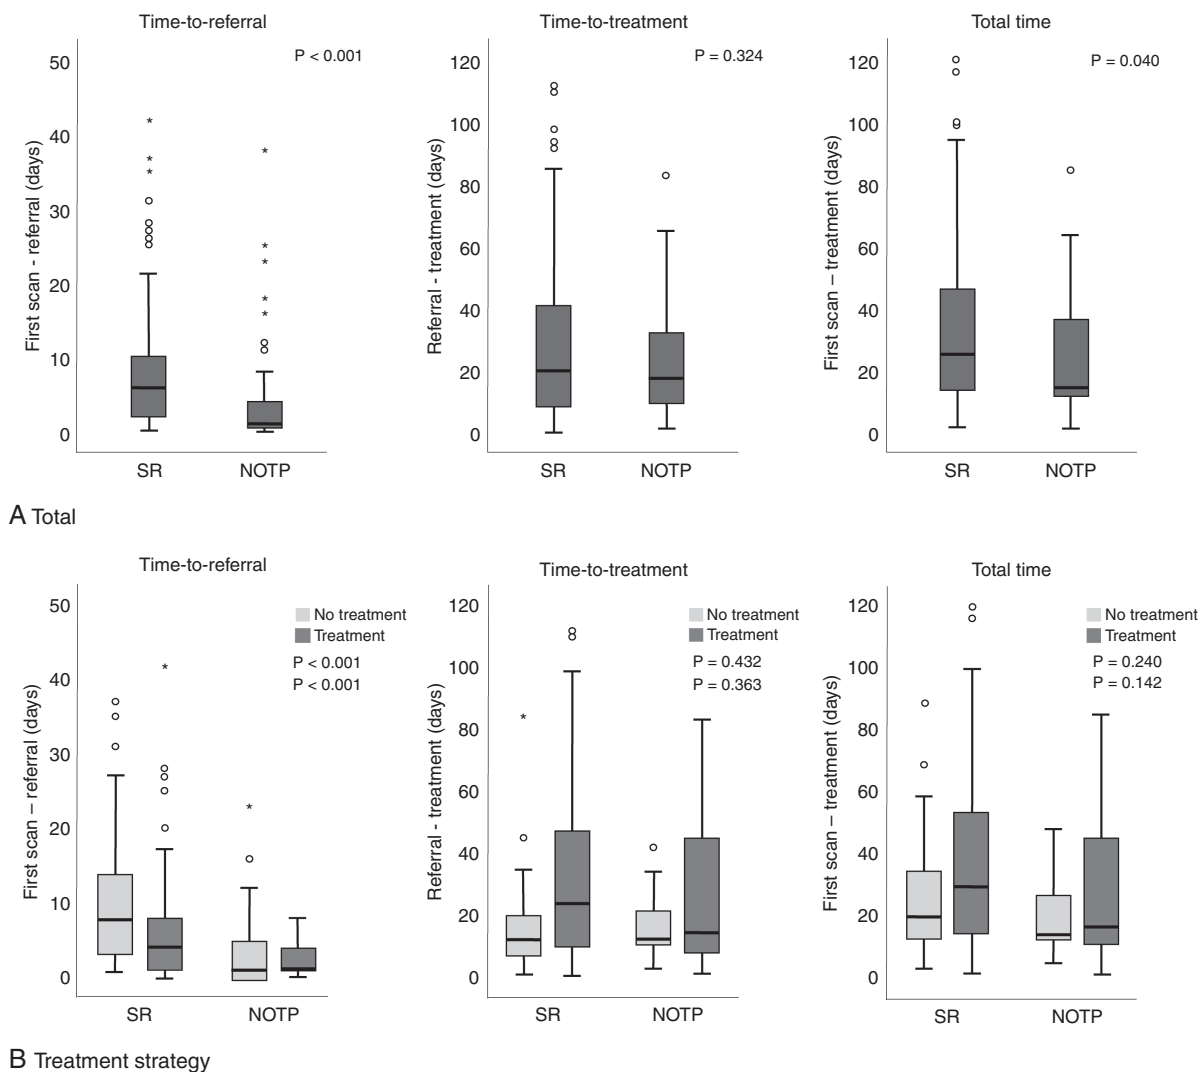 Time-to-referral
P < 0.001
First scan - referral (days)
50
40
30
20
10
0
SR
NOTP
Time-to-treatment
P = 0.324
Referral - treatment (days)
120
100
80
60
40
20
0
SR
NOTP
Total time
P = 0.040
First scan – treatment (days)
120
100
80
60
40
20
0
SR
NOTP
A Total
Time-to-referral
No treatment
Treatment
P < 0.001
P < 0.001
First scan – referral (days)
50
40
30
20
10
0
SR
NOTP
Time-to-treatment
No treatment
Treatment
P = 0.432
P = 0.363
Referral - treatment (days)
120
100
80
60
40
20
0
SR
NOTP
Total time
No treatment
Treatment
P = 0.240
P = 0.142
First scan – treatment (days)
120
100
80
60
40
20
0
SR
NOTP
B Treatment strategy